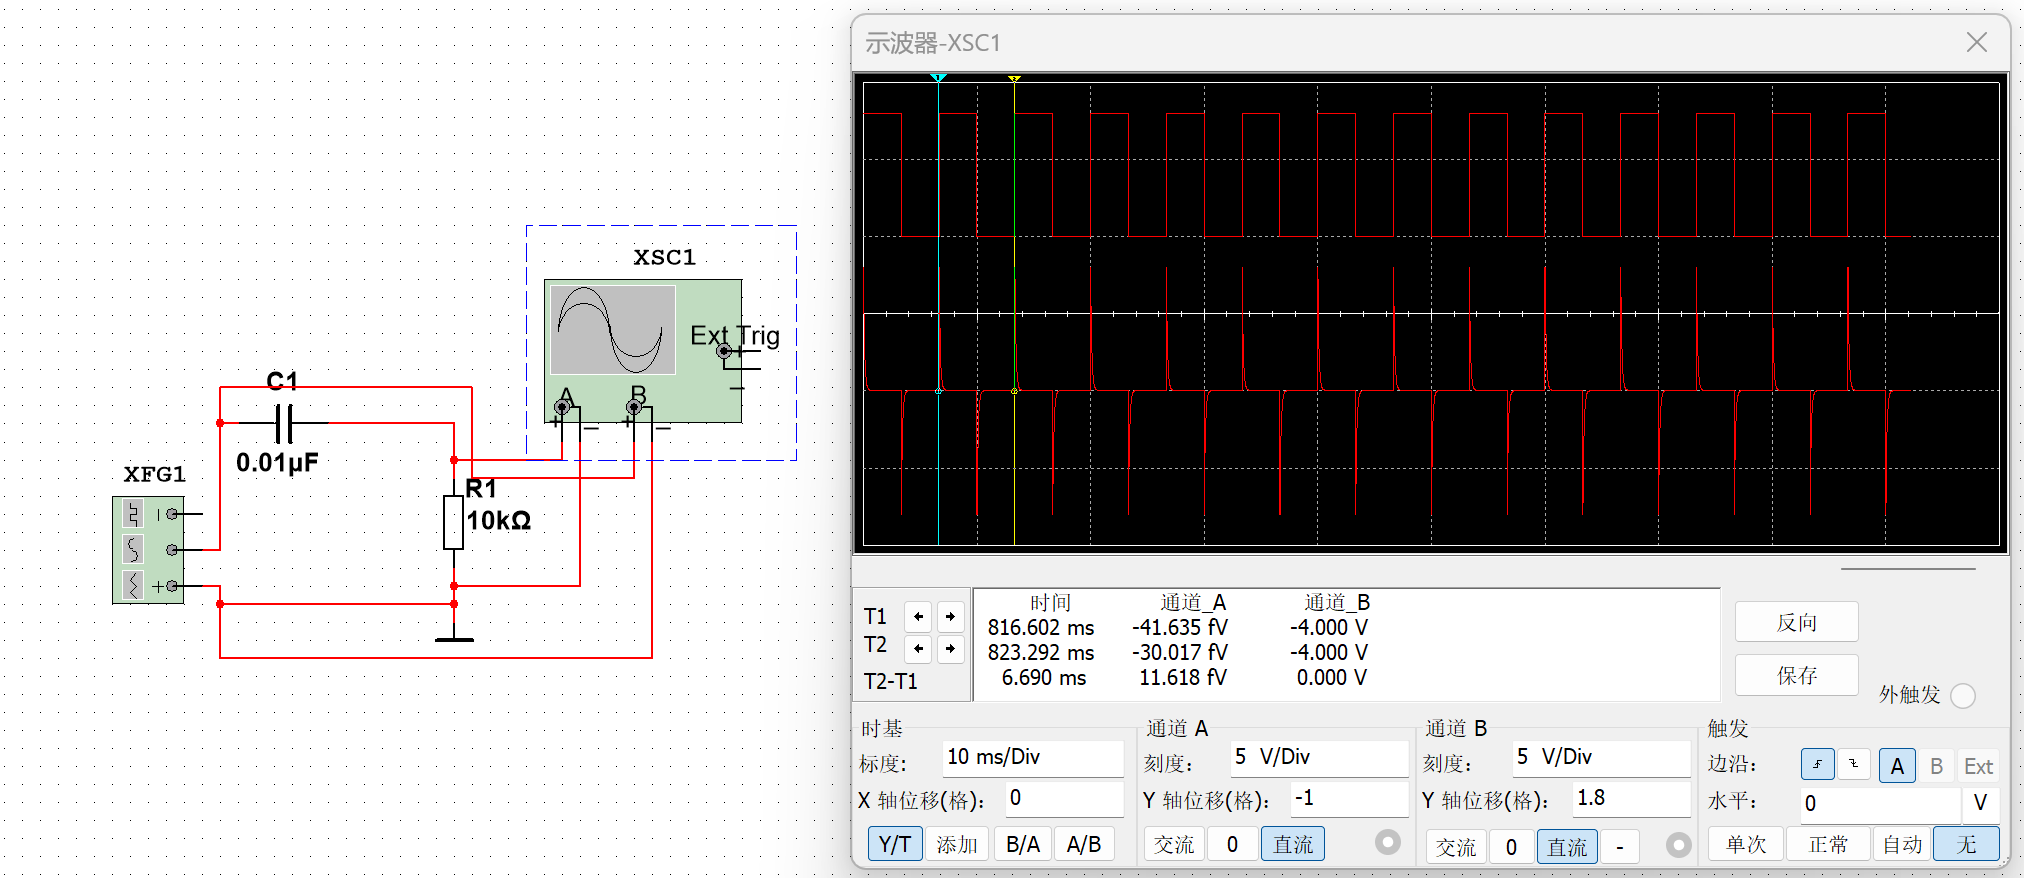 示波器-XSC1
XSC1
Ext Trig
A
B
+
–
+
–
+
–
C1
0.01µF
XFG1
R1
10kΩ
+
时间
通道_A
通道_B
T1
816.602 ms
-41.635 fV
-4.000 V
T2
823.292 ms
-30.017 fV
-4.000 V
T2-T1
6.690 ms
11.618 fV
0.000 V
反向
保存
外触发
时基
标度:
10 ms/Div
X 轴位移(格):
0
Y/T
添加
B/A
A/B
通道 A
刻度:
5 V/Div
Y 轴位移(格):
-1
交流
0
直流
通道 B
刻度:
5 V/Div
Y 轴位移(格):
1.8
交流
0
直流
-
触发
边沿:
A
B
Ext
水平:
0
V
单次
正常
自动
无